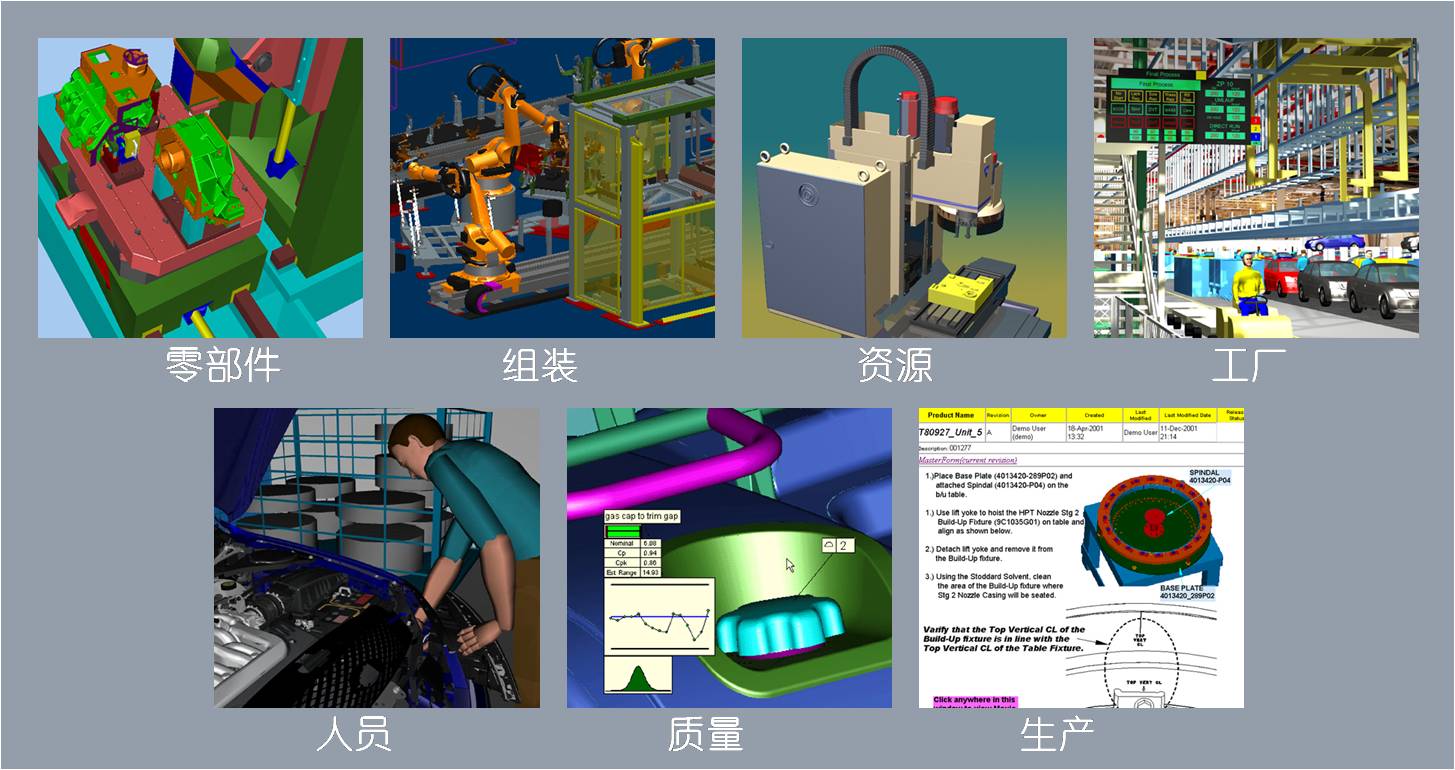 Final Process
Final Process
ZP 10
UMLAUF
DIRECT RUN
零部件
组装
资源
工厂
gas cap to trim gap
Nominal 6.88
Cp 0.94
Cpk 0.86
Est Range 14.93
2
Product Name Revision Owner Created Last Modified Last Modified Date
T80927_Unit_5 A Demo User (demo) 18-Apr-2001 13:32 Demo User 11-Dec-2001 21:14
Description: 001277
MasterForm(current revision)
1.)Place Base Plate (4013420-289P02) and
attached Spindal (4013420-P04) on the
b/u table.
1.) Use lift yoke to hoist the HPT Nozzle Stg 2
Build-Up Fixture (9C1035G01) on table and
align as shown below.
2.) Detach lift yoke and remove it from
the Build-Up fixture.
3.) Using the Stoddard Solvent, clean
the area of the Build-Up fixture where
Stg 2 Nozzle Casing will be seated.
SPINDAL
4013420-P04
BASE PLATE
4013420_289P02
Verify that the Top Vertical CL of the
Build-Up fixture is in line with the
Top Vertical CL of the Table Fixture.
TOP
VERT
CL
TOP VERT CL
Click anywhere in this
人员
质量
生产